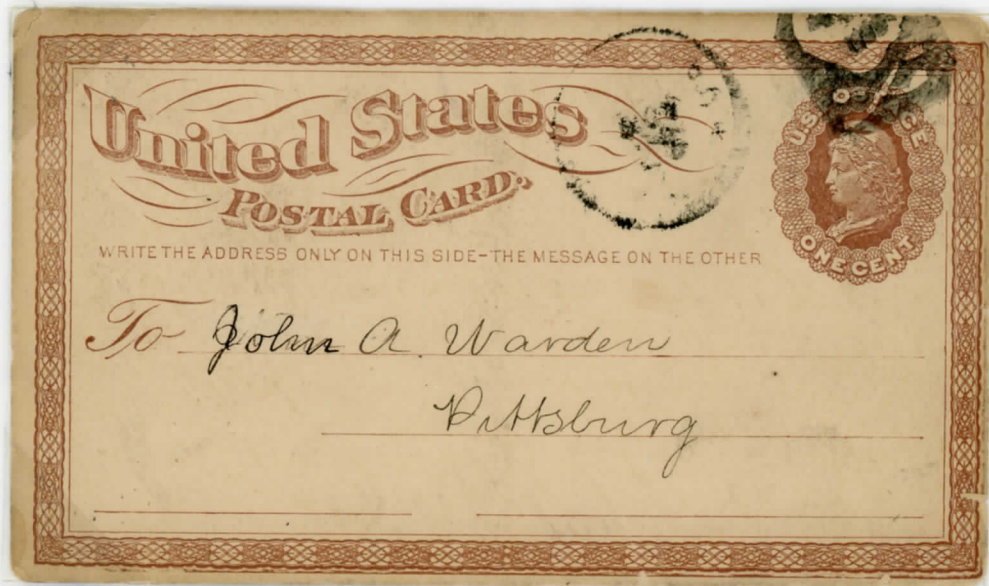 United States
POSTAL CARD.
U.S. POSTAGE
ONE CENT
WRITE THE ADDRESS ONLY ON THIS SIDE-THE MESSAGE ON THE OTHER
To John A. Warden
Pittsburg